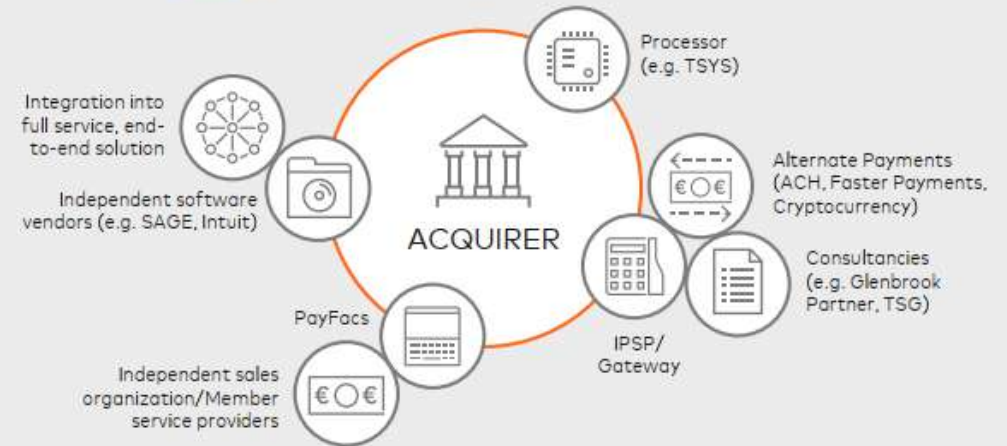 Processor
(e.g. TSYS)
Integration into
full service, end-
to-end solution
Alternate Payments
(ACH, Faster Payments,
Cryptocurrency)
Independent software
vendors (e.g. SAGE, Intuit)
ACQUIRER
Consultancies
(e.g. Glenbrook
Partner, TSG)
PayFacs
IPSP/
Gateway
Independent sales
organization/Member
service providers
€ €
€ €